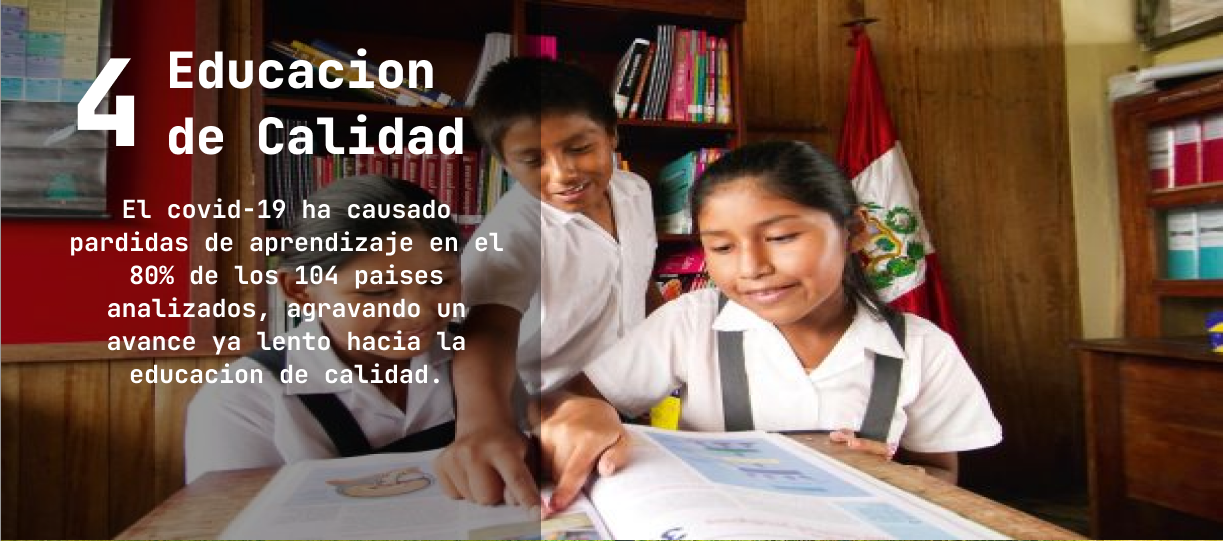 4
Educacion
de Calidad
El covid-19 ha causado
pardidas de aprendizaje en el
80% de los 104 paises
analizados, agravando un
avance ya lento hacia la
educacion de calidad.